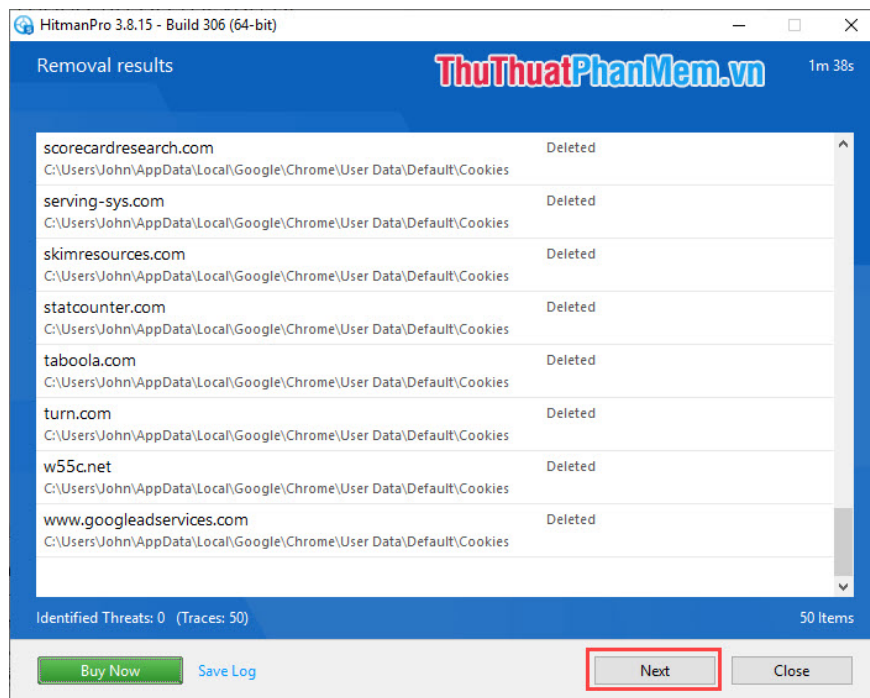 HitmanPro 3.8.15 - Build 306 (64-bit)
Removal results
ThuThuatPhanMem.vn
1m 38s
scorecardresearch.com Deleted
C:\Users\John\AppData\Local\Google\Chrome\User Data\Default\Cookies
serving-sys.com Deleted
C:\Users\John\AppData\Local\Google\Chrome\User Data\Default\Cookies
skimresources.com Deleted
C:\Users\John\AppData\Local\Google\Chrome\User Data\Default\Cookies
statcounter.com Deleted
C:\Users\John\AppData\Local\Google\Chrome\User Data\Default\Cookies
taboola.com Deleted
C:\Users\John\AppData\Local\Google\Chrome\User Data\Default\Cookies
turn.com Deleted
C:\Users\John\AppData\Local\Google\Chrome\User Data\Default\Cookies
w55c.net Deleted
C:\Users\John\AppData\Local\Google\Chrome\User Data\Default\Cookies
www.googleadservices.com Deleted
C:\Users\John\AppData\Local\Google\Chrome\User Data\Default\Cookies
Identified Threats: 0 (Traces: 50) 50 Items
Buy Now Save Log Next Close